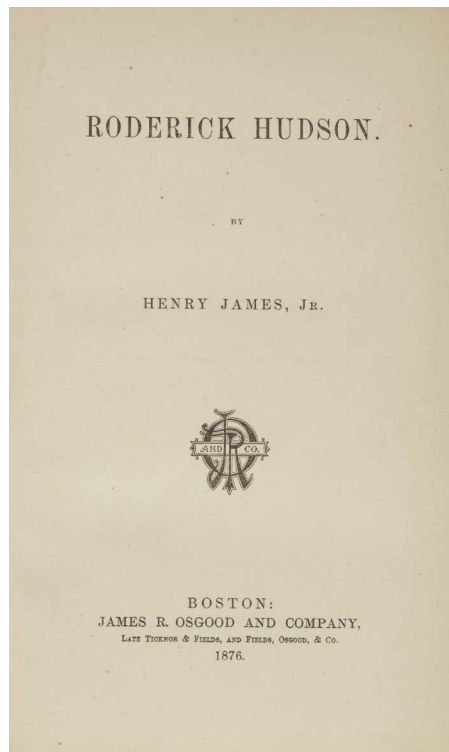 RODERICK HUDSON.
BY
HENRY JAMES, JR.
AND CO.
BOSTON:
JAMES R. OSGOOD AND COMPANY,
LATE TICKNOR & FIELDS, AND FIELDS, OSGOOD, & CO.
1876.